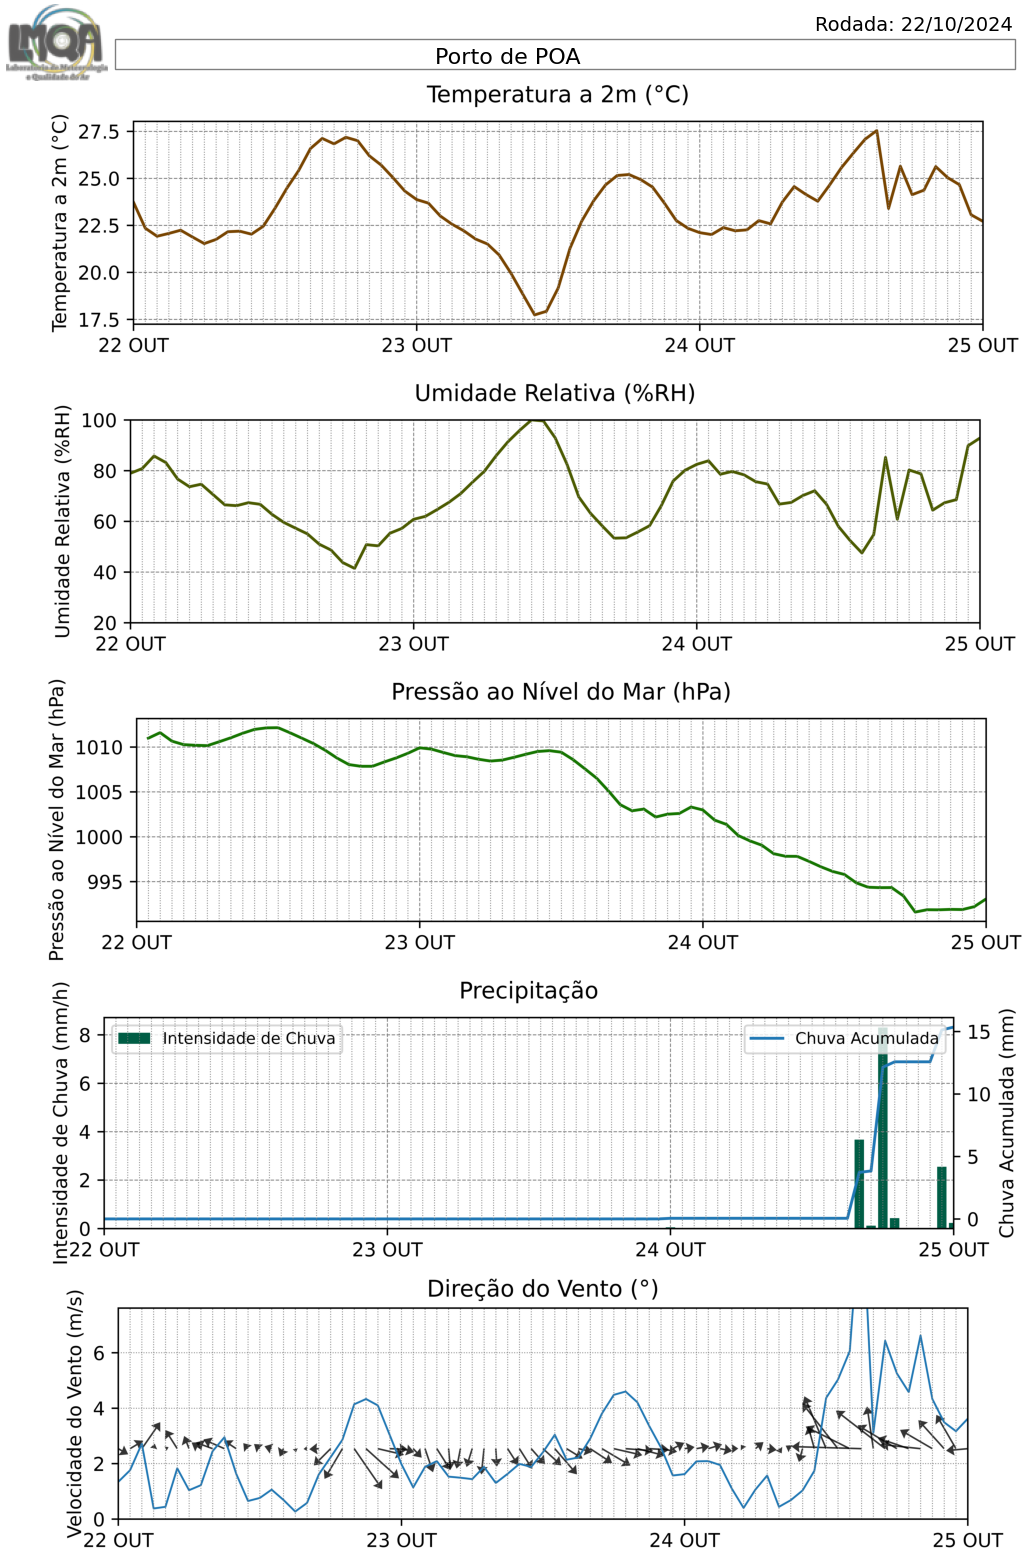 Rodada: 22/10/2024
LMQA
Laboratório de Meteorologia
e Qualidade do Ar
Porto de POA
Temperatura a 2m (°C)
Temperatura a 2m (°C)
27.5
25.0
22.5
20.0
17.5
22 OUT
23 OUT
24 OUT
25 OUT
Umidade Relativa (%RH)
Umidade Relativa (%RH)
100
80
60
40
20
22 OUT
23 OUT
24 OUT
25 OUT
Pressão ao Nível do Mar (hPa)
Pressão ao Nível do Mar (hPa)
1010
1005
1000
995
22 OUT
23 OUT
24 OUT
25 OUT
Precipitação
Intensidade de Chuva (mm/h)
8
6
4
2
0
Intensidade de Chuva
Chuva Acumulada
15
10
5
0
Chuva Acumulada (mm)
22 OUT
23 OUT
24 OUT
25 OUT
Direção do Vento (°)
Velocidade do Vento (m/s)
6
4
2
0
22 OUT
23 OUT
24 OUT
25 OUT